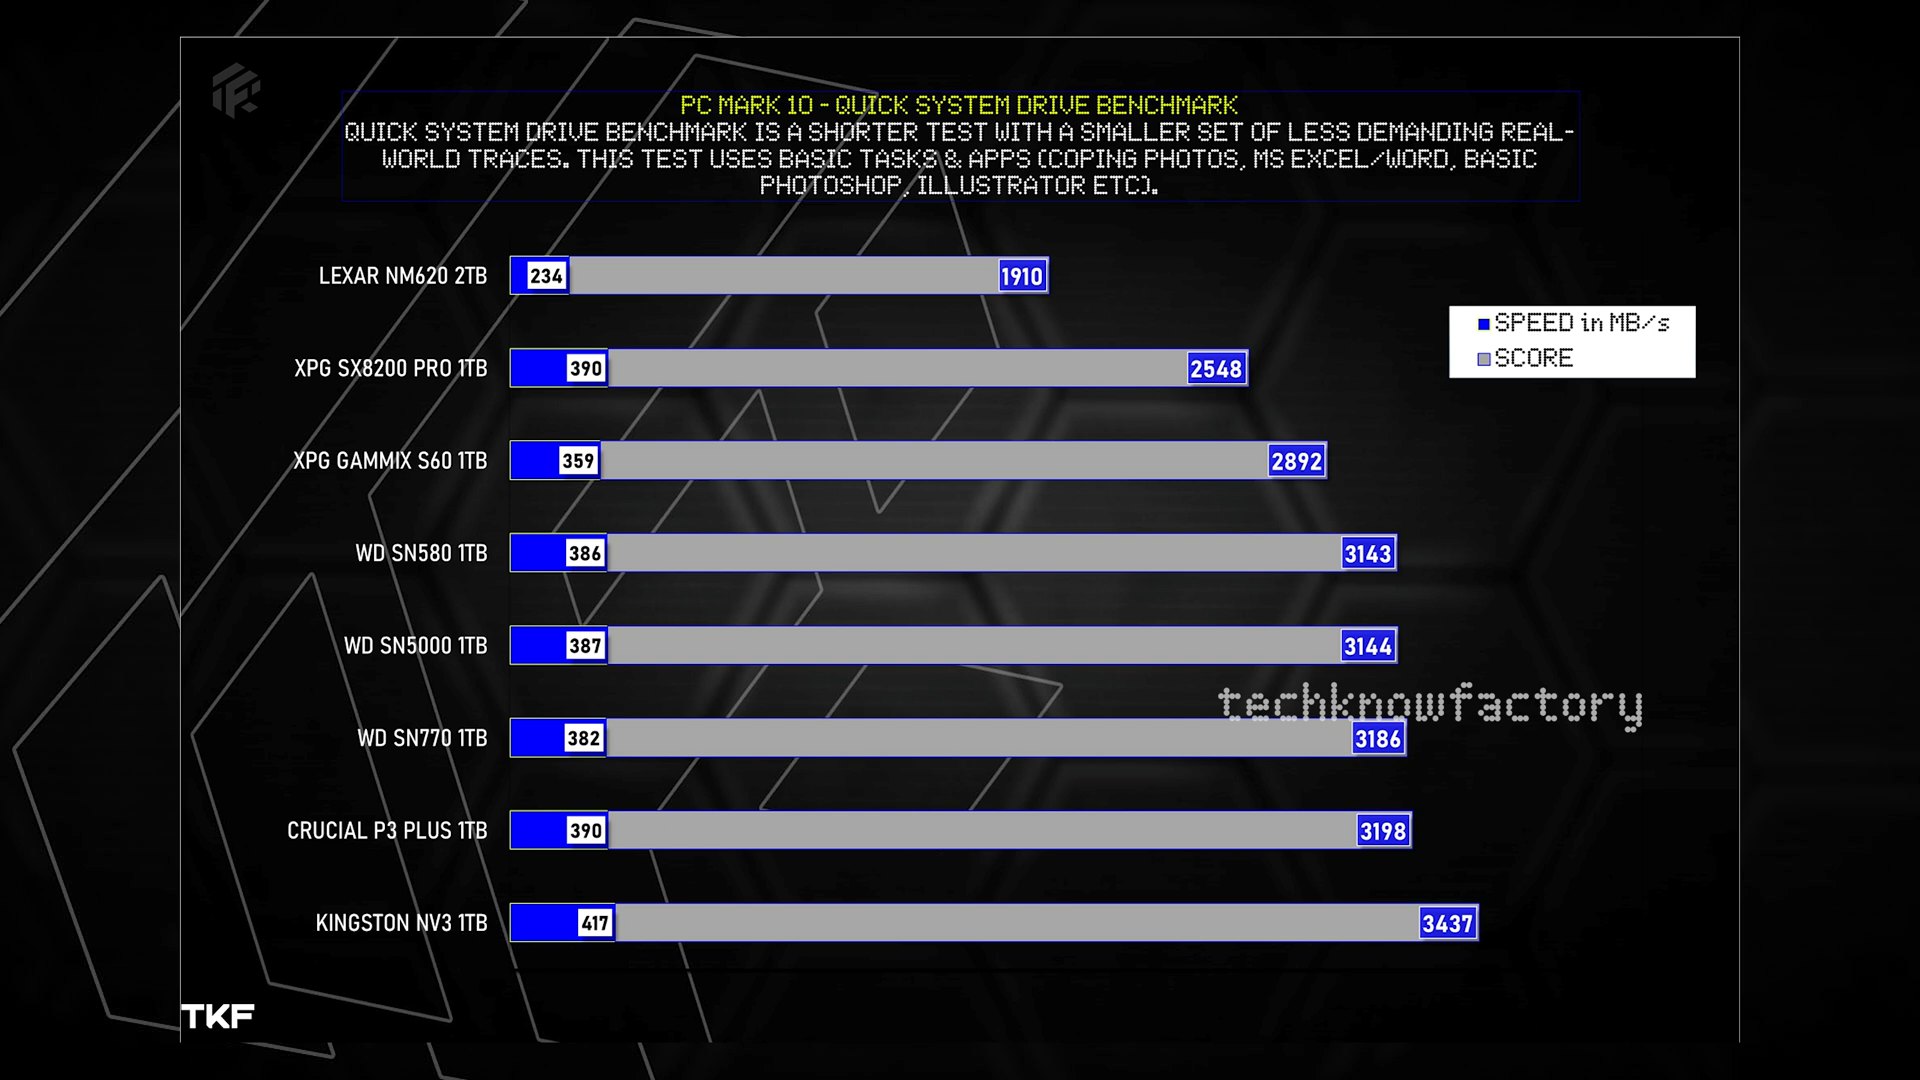 PC MARK 10 - QUICK SYSTEM DRIVE BENCHMARK
QUICK SYSTEM DRIVE BENCHMARK IS A SHORTER TEST WITH A SMALLER SET OF LESS DEMANDING REAL-
WORLD TRACES. THIS TEST USES BASIC TASKS & APPS (COPING PHOTOS, MS EXCEL/WORD, BASIC
PHOTOSHOP, ILLUSTRATOR ETC).
LEXAR NM620 2TB 234 1910
SPEED in MB/s
SCORE
XPG SX8200 PRO 1TB 390 2548
XPG GAMMIX S60 1TB 359 2892
WD SN580 1TB 386 3143
WD SN5000 1TB 387 3144
techknowfactory
WD SN770 1TB 382 3186
CRUCIAL P3 PLUS 1TB 390 3198
KINGSTON NV3 1TB 417 3437
TKF